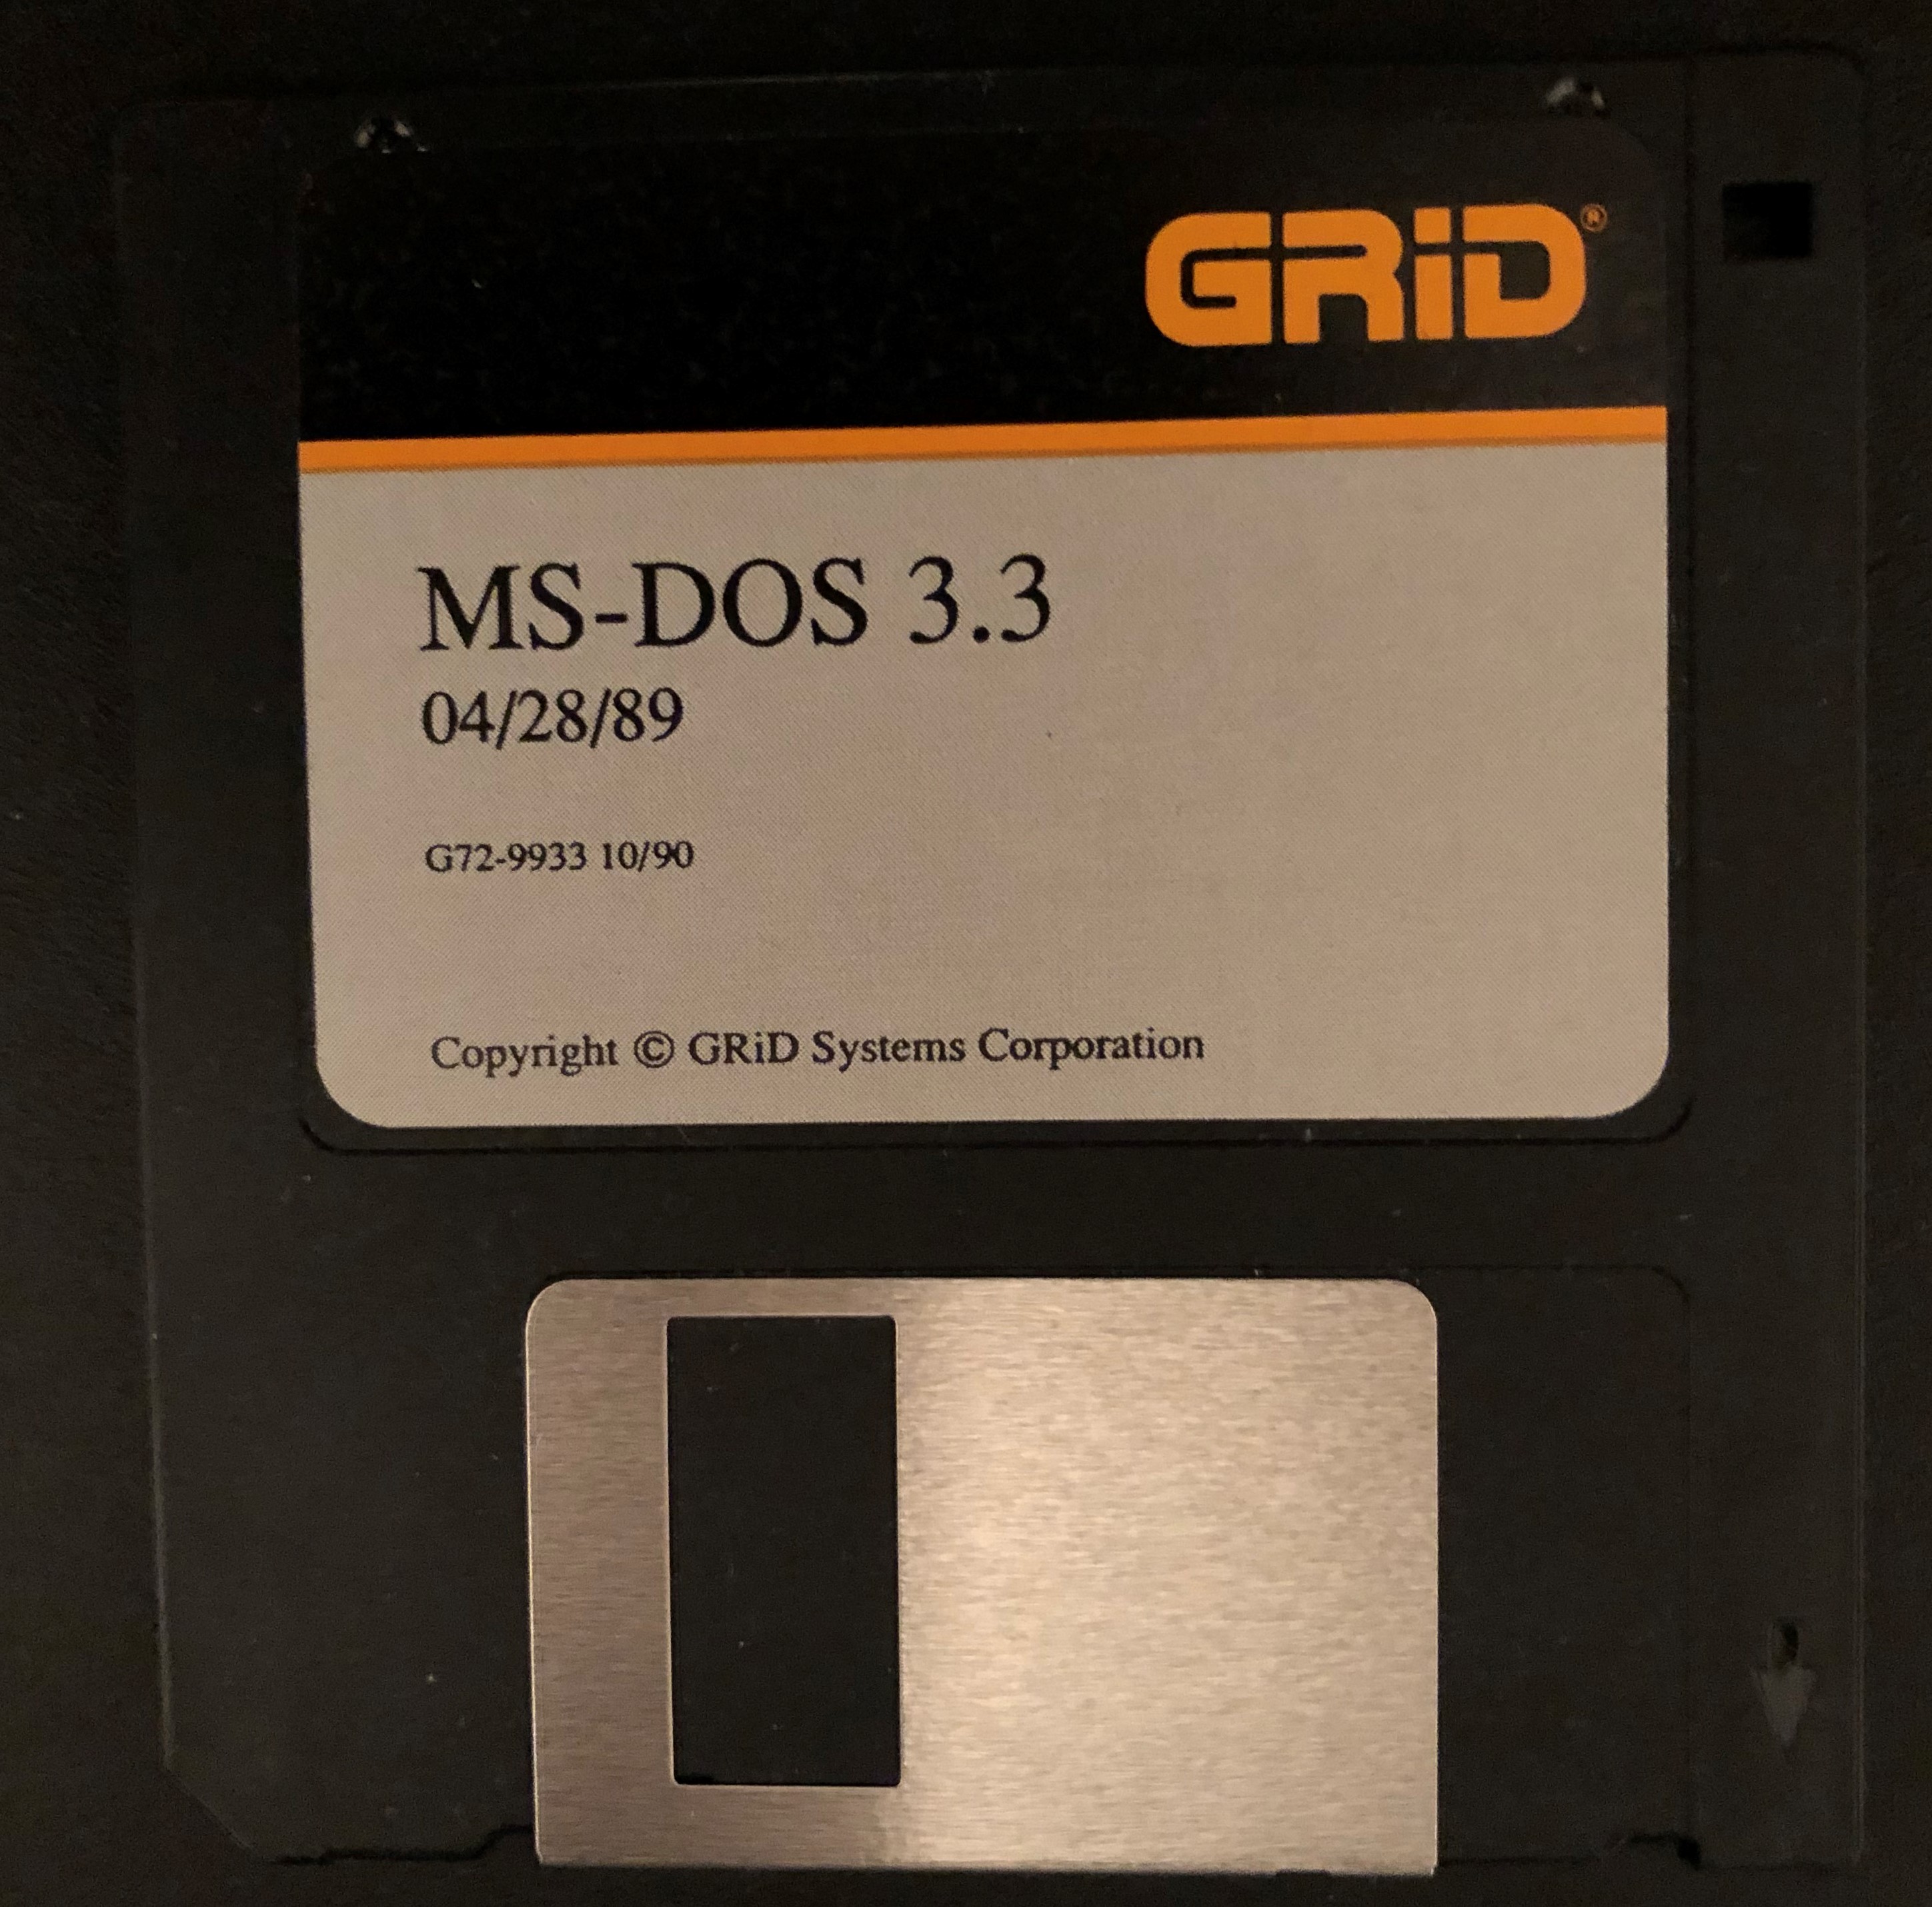 GRiD®
MS-DOS 3.3
04/28/89
G72-9933 10/90
Copyright © GRiD Systems Corporation